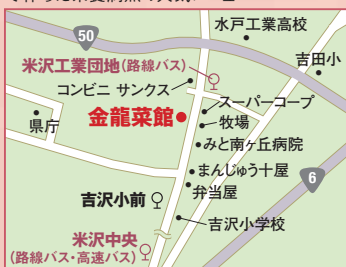 水戸工業高校
50
吉田小
米沢工業団地(路線バス)
コンビニ サンクス
スーパーコープ
県庁
金龍菜館
牧場
みと南ヶ丘病院
まんじゅう十屋
6
弁当屋
吉沢小前
吉沢小学校
米沢中央
(路線バス・高速バス)